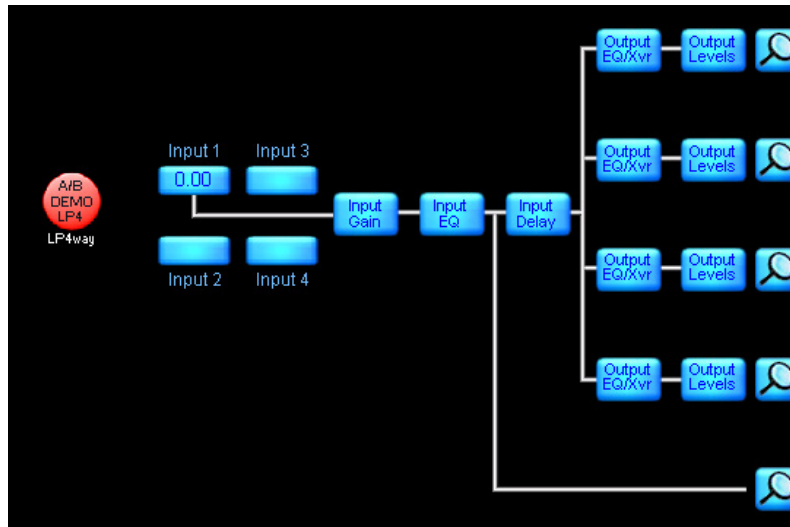 Output
EQ/Xvr
Output
Levels
Input 1
Input 3
Output
EQ/Xvr
Output
Levels
A/B
DEMO
LP4
LP4way
0.00
Input
Gain
Input
EQ
Input
Delay
Input 2
Input 4
Output
EQ/Xvr
Output
Levels
Output
EQ/Xvr
Output
Levels